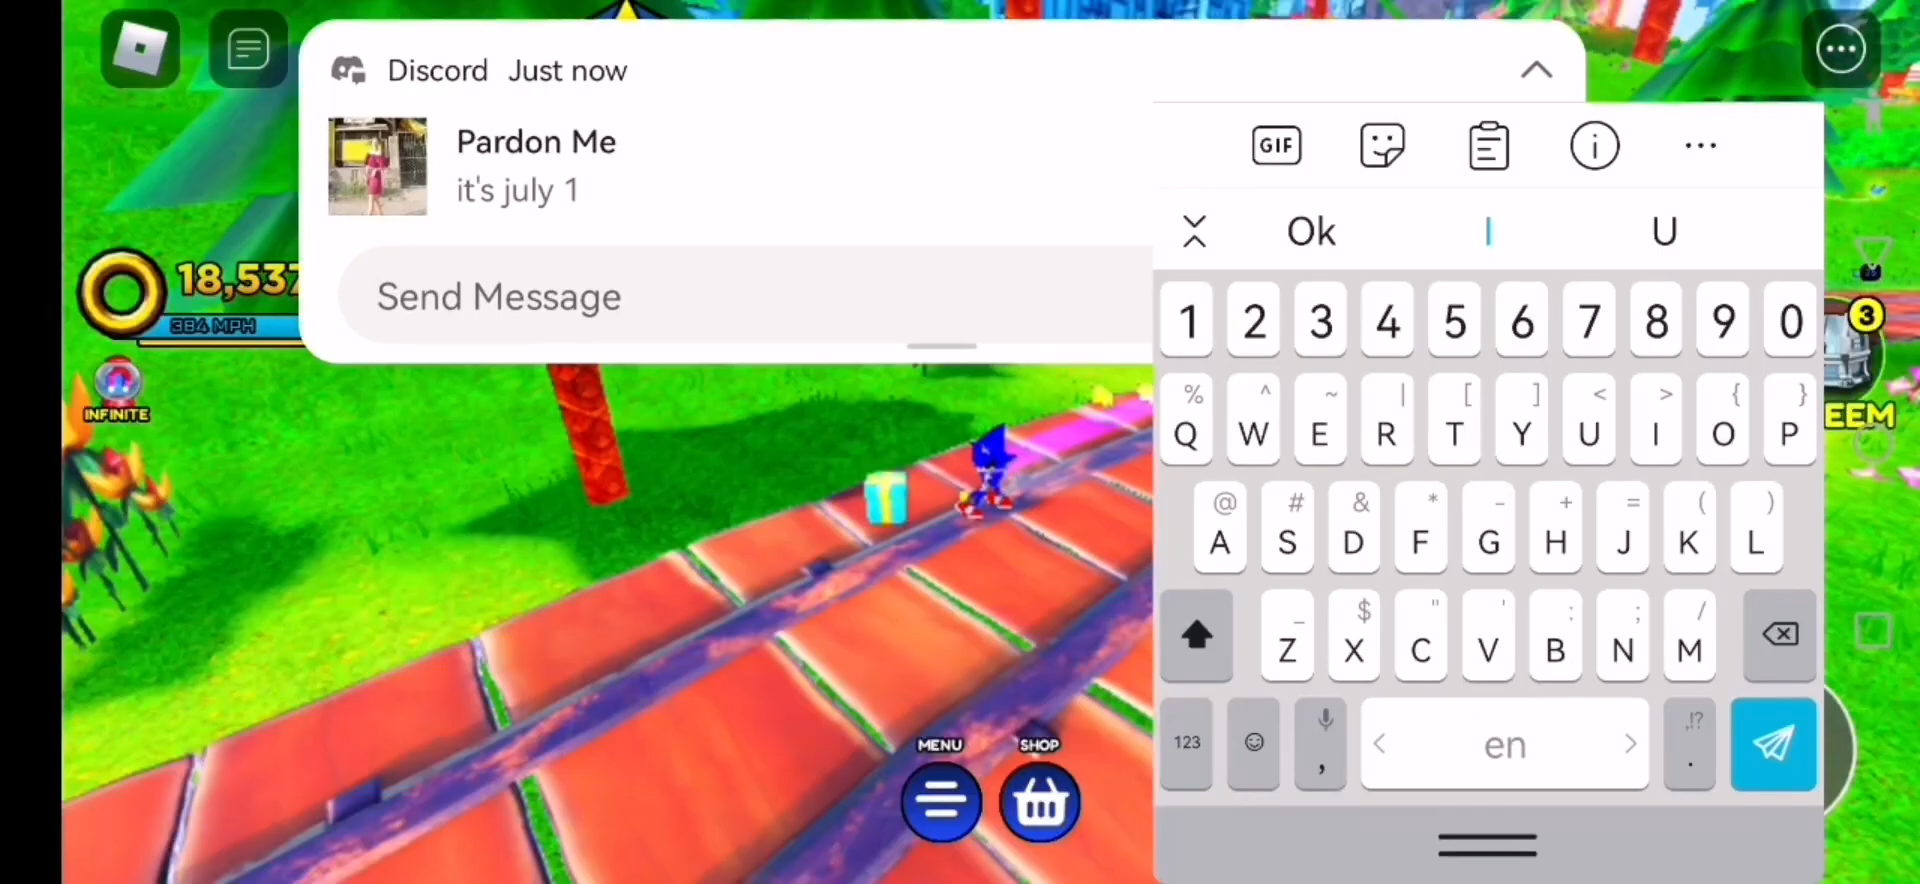 Discord Just now
Pardon Me
it's july 1
Send Message
18,537
384 MPH
INFINITE
MENU SHOP
3
EEM
GIF
Ok I U
1 2 3 4 5 6 7 8 9 0
% ^ ~ | [ ] < > { }
Q W E R T Y U I O P
@ # & * - + = ( )
A S D F G H J K L
_ $ " ' : ; /
Z X C V B N M
,!?
123 , en .